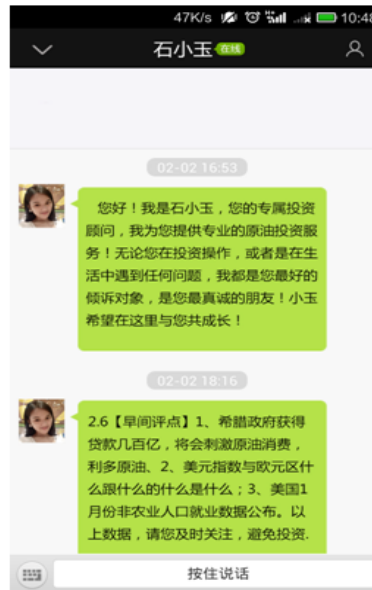 47K/s 10:48
石小玉 在线
02-02 16:53
您好！我是石小玉，您的专属投资
顾问，我为您提供专业的原油投资服
务！无论您在投资操作，或者是在生
活中遇到任何问题，我都是您最好的
倾诉对象，是您最真诚的朋友！小玉
希望在这里与您共成长！
02-02 18:16
2.6【早间评点】1、希腊政府获得
贷款几百亿，将会刺激原油消费，
利多原油、2、美元指数与欧元区什
么跟什么的什么是什么；3、美国1
月份非农业人口就业数据公布。以
上数据，请您及时关注，避免投资.
按住说话